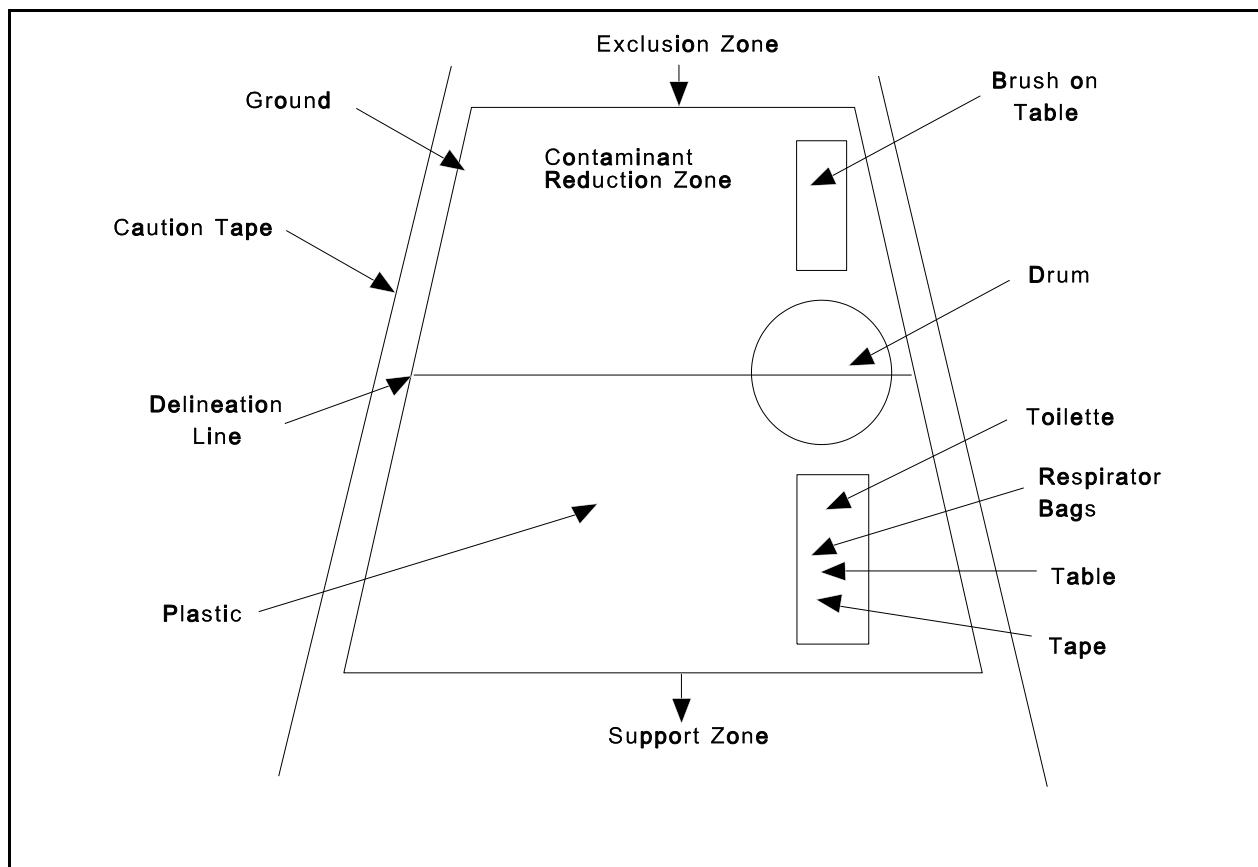 Exclusion Zone
Brush on
Table
Ground
Contaminant
Reduction Zone
Caution Tape
Drum
Delineation
Line
Toilette
Respirator
Bags
Table
Plastic
Tape
Support Zone